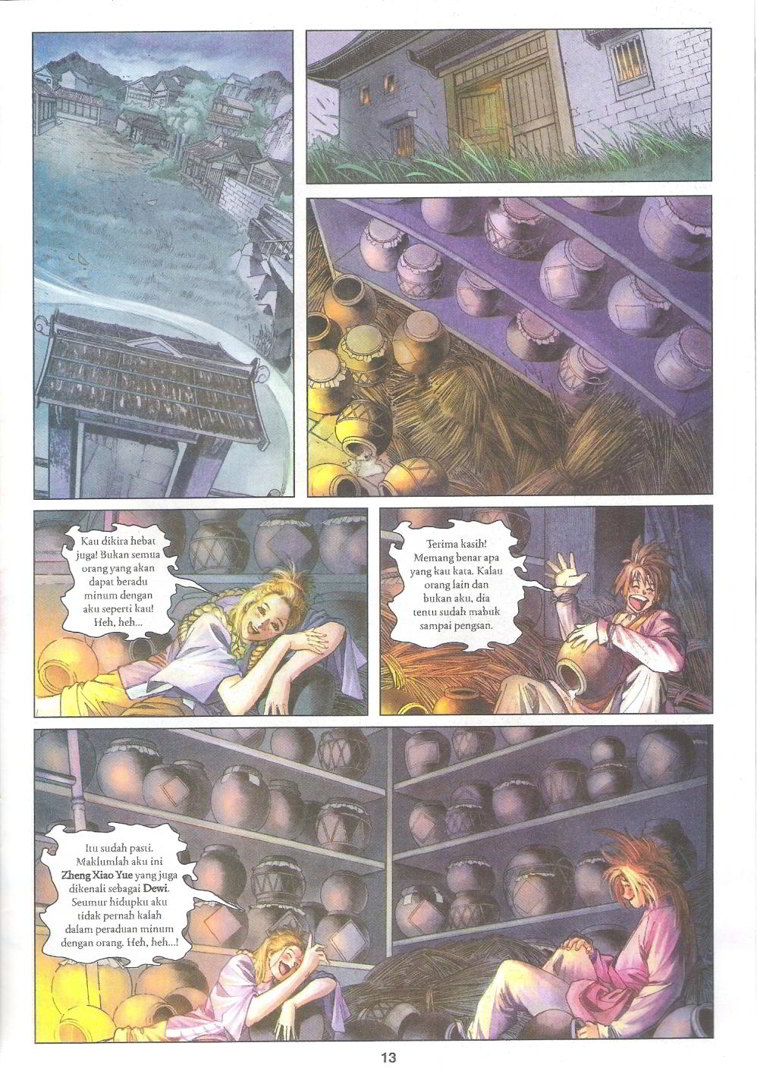 Kau dikira hebat
juga! Bukan semua
orang yang akan
dapat beradu
minum dengan
aku seperti kau!
Heh, heh...
Terima kasih!
Memang benar apa
yang kau kata. Kalau
orang lain dan
bukan aku, dia
tentu sudah mabuk
sampai pengsan.
Itu sudah pasti.
Maklumlah aku ini
Zheng Xiao Yue yang juga
dikenali sebagai Dewi.
Seumur hidupku aku
tidak pernah kalah
dalam peraduan minum
dengan orang. Heh, heh...!
13